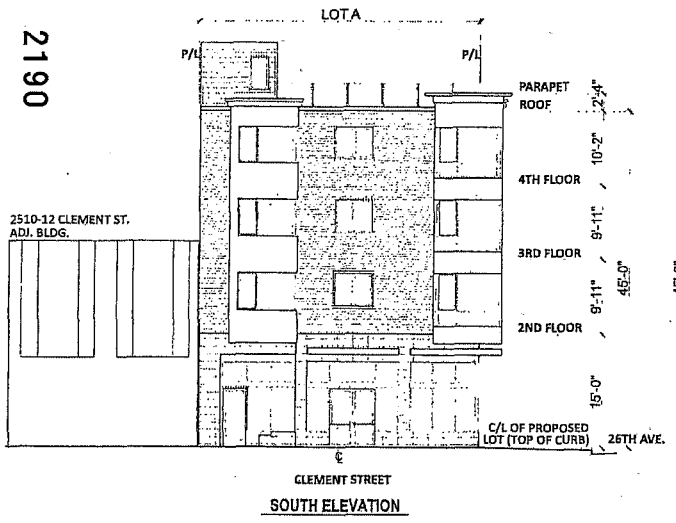 LOT A
2190
P/L
P/L
PARAPET
ROOF
2'-4"
10'-2"
4TH FLOOR
9'-11"
2510-12 CLEMENT ST.
ADJ. BLDG.
3RD FLOOR
45'-0"
9'-11"
2ND FLOOR
15'-0"
C/L OF PROPOSED
LOT (TOP OF CURB)
26TH AVE.
CLEMENT STREET
SOUTH ELEVATION